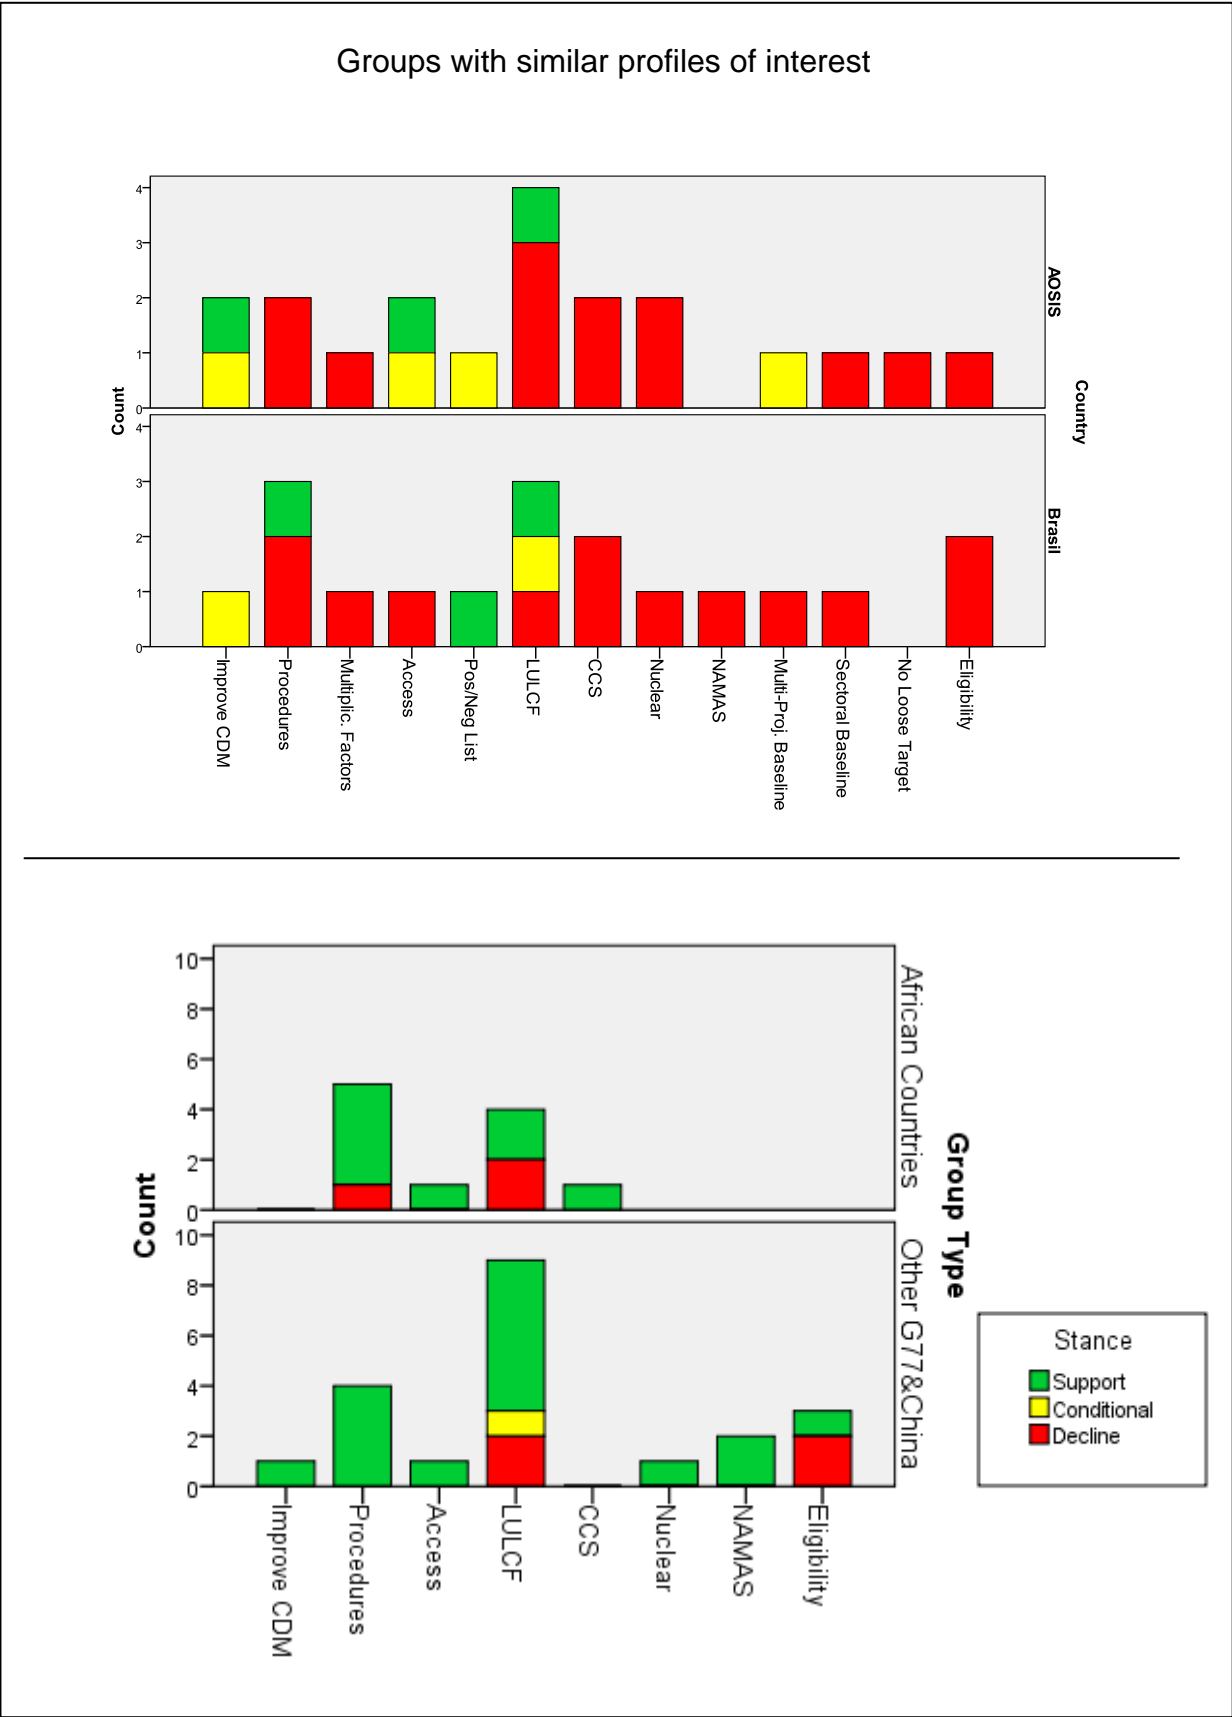 Groups with similar profiles of interest
4
3
2
1
0
AOSIS
Count
Country
4
3
2
1
0
Brasil
Improve CDM
Procedures
Multiplic. Factors
Access
Pos/Neg List
LULCF
CCS
Nuclear
NAMAS
Multi-Proj. Baseline
Sectoral Baseline
No Loose Target
Eligibility
10
8
6
4
2
0
African Countries
Count
Group Type
10
8
6
4
2
0
Other G77&China
Improve CDM
Procedures
Access
LULCF
CCS
Nuclear
NAMAS
Eligibility
Stance
Support
Conditional
Decline